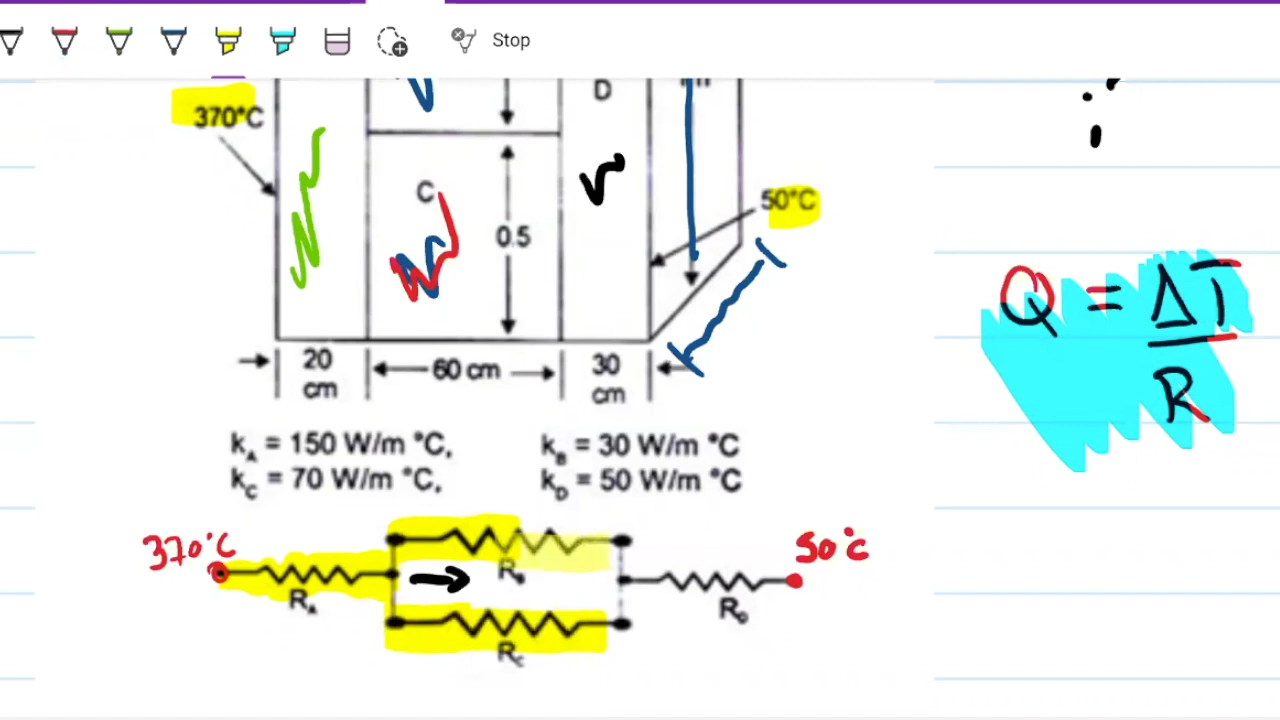 Stop
D
370°C
C
50°C
0.5
Q = ΔT
R
20
cm
60 cm
30
cm
k_A = 150 W/m °C, k_B = 30 W/m °C
k_C = 70 W/m °C, k_D = 50 W/m °C
370°C
50°C
R_A
R_B
R_D
R_C